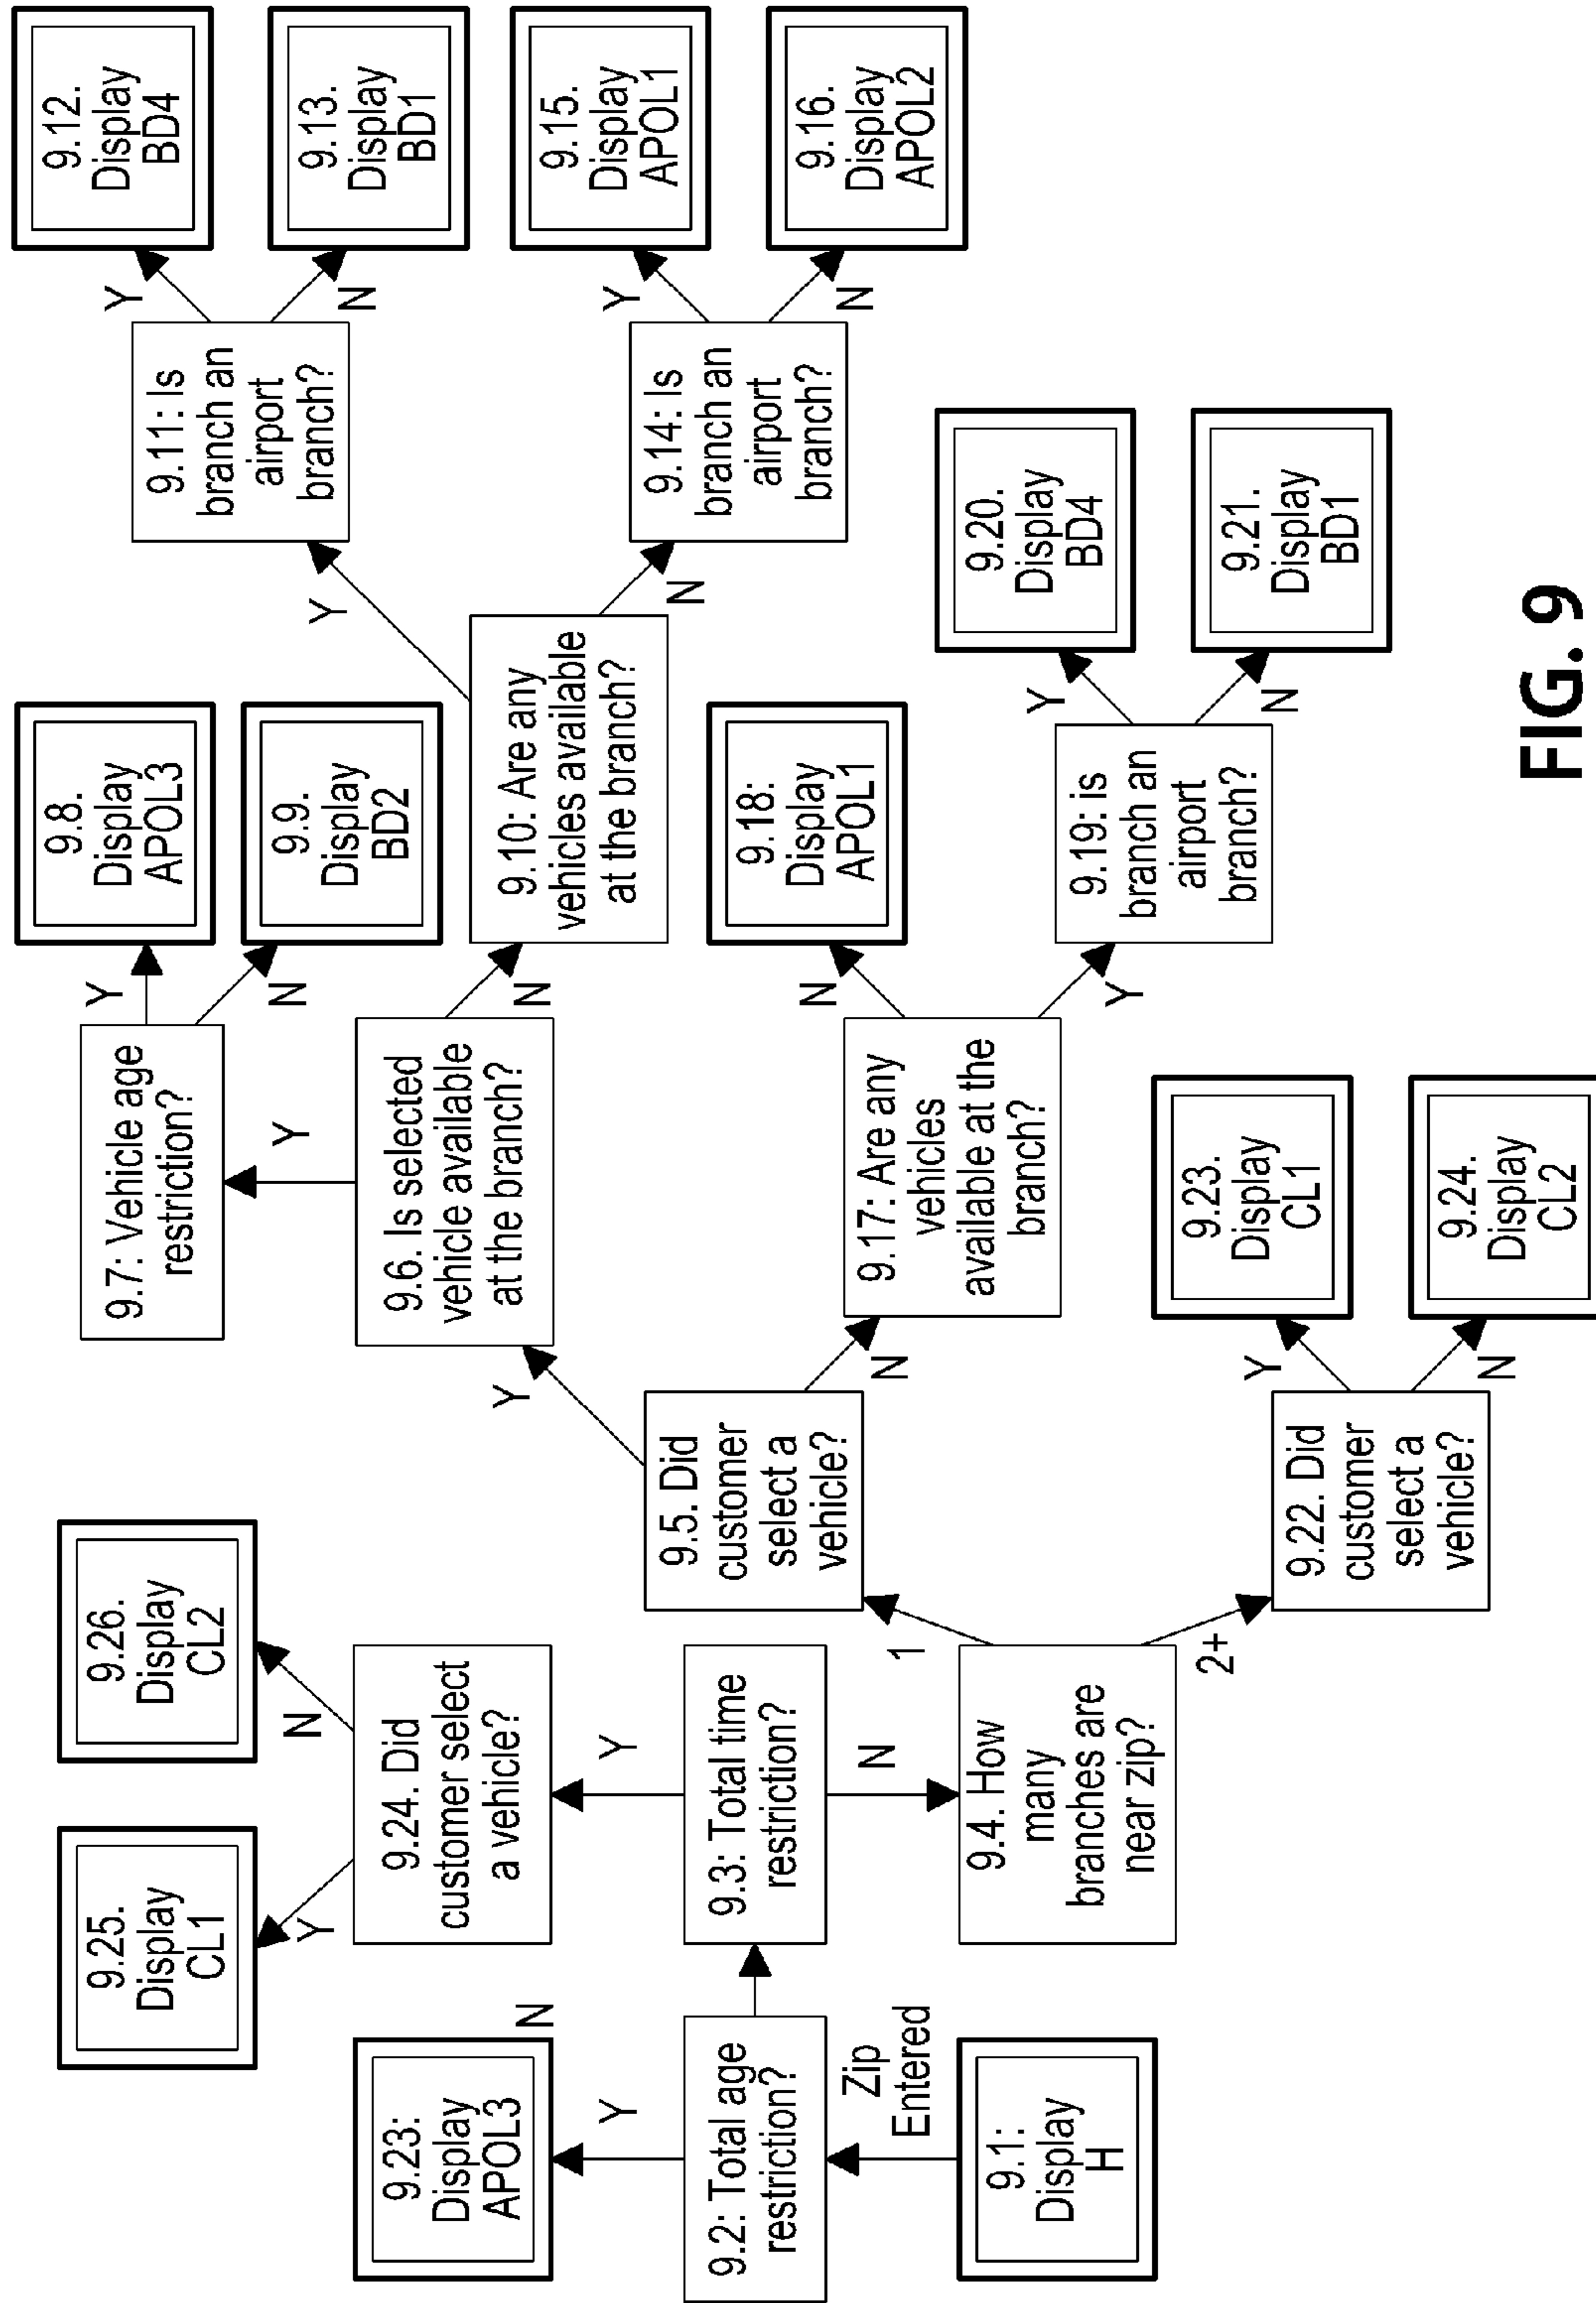 9.25.
Display
CL1
9.26.
Display
CL2
9.8.
Display
APOL3
9.12.
Display
BD4
Y
N
9.7: Vehicle age
restriction?
Y
N
9.9.
Display
BD2
Y
9.11: Is
branch an
airport
branch?
N
9.13.
Display
BD1
9.23:
Display
APOL3
N
9.24. Did
customer select
a vehicle?
Y
9.6. Is selected
vehicle available
at the branch?
N
Y
9.10: Are any
vehicles available
at the branch?
N
Y
9.15.
Display
APOL1
Y
Y
Y
9.14: Is
branch an
airport
branch?
N
9.16.
Display
APOL2
9.2: Total age
restriction?
9.3: Total time
restriction?
9.5. Did
customer
select a
vehicle?
N
N
9.18:
Display
APOL1
Zip
Entered
N
1
9.17: Are any
vehicles
available at the
branch?
Y
9.1:
Display
H
9.4. How
many
branches are
near zip?
2+
Y
9.19: is
branch an
airport
branch?
Y
N
9.20.
Display
BD4
9.21.
Display
BD1
9.22. Did
customer
select a
vehicle?
N
9.23.
Display
CL1
9.24.
Display
CL2
FIG. 9